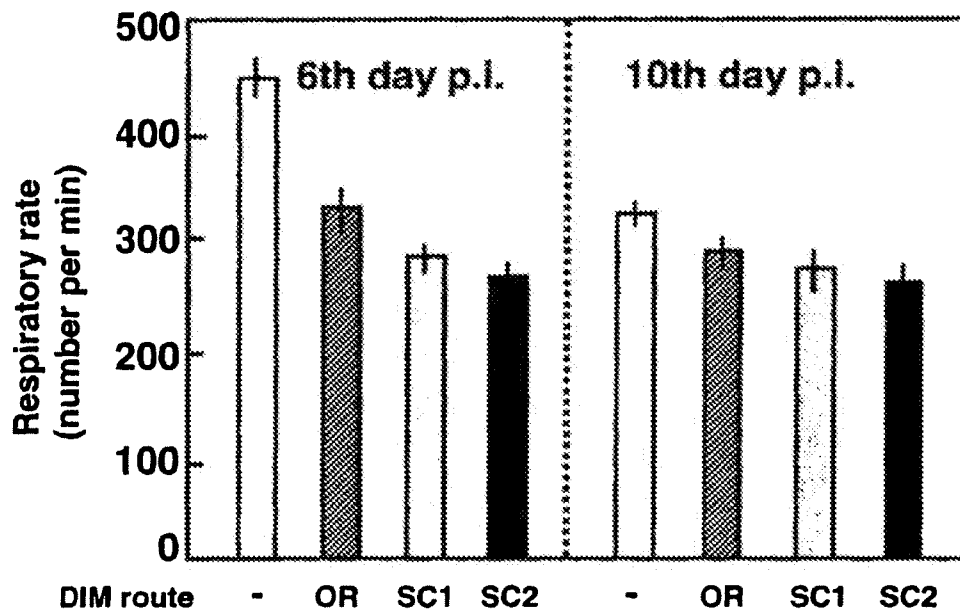 500
400
300
200
100
0
Respiratory rate
(number per min)
6th day p.i.
10th day p.i.
DIM route - OR SC1 SC2 - OR SC1 SC2